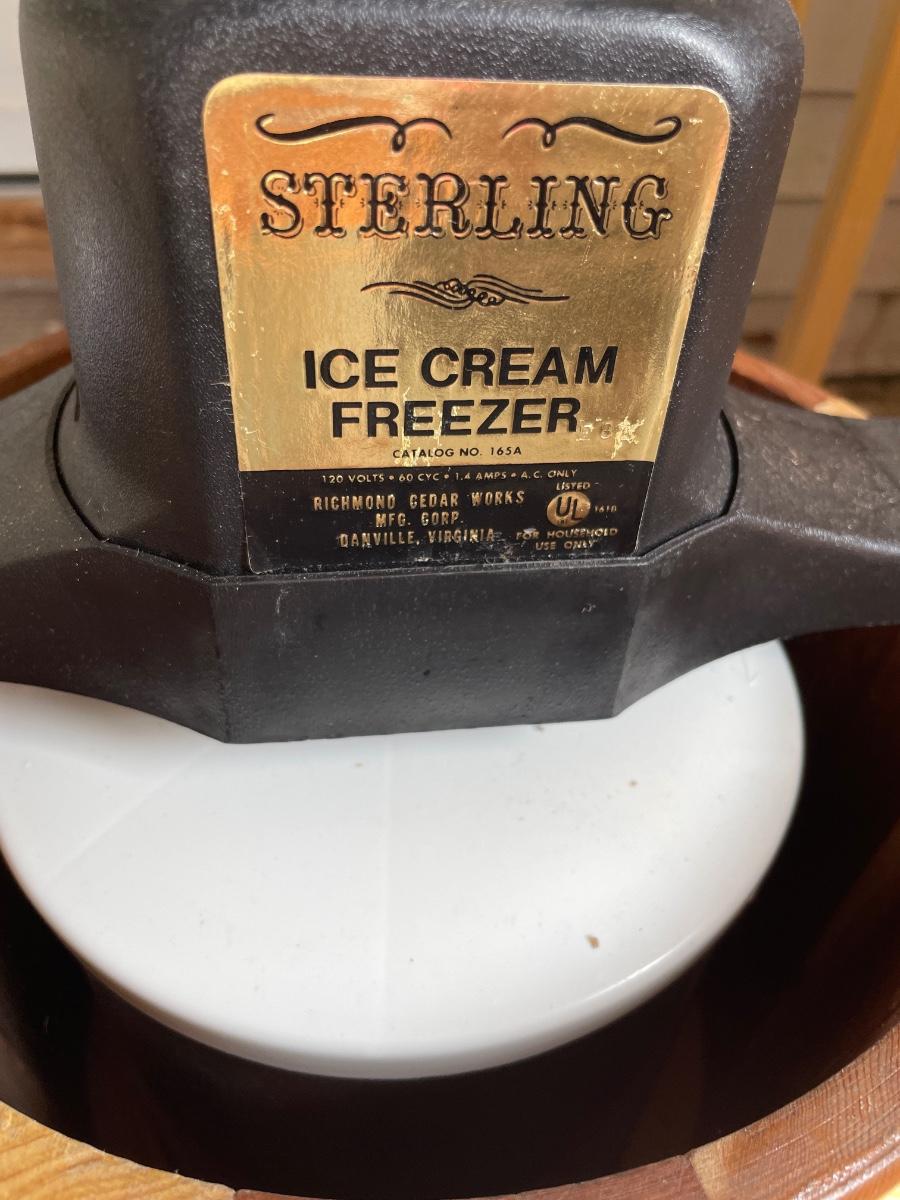 STERLING
ICE CREAM
FREEZER
CATALOG NO. 165A
120 VOLTS • 60 CYC • 1.4 AMPS • A.C. ONLY
RICHMOND CEDAR WORKS
MFG. CORP.
DANVILLE, VIRGINIA
LISTED
UL
FOR HOUSEHOLD
USE ONLY